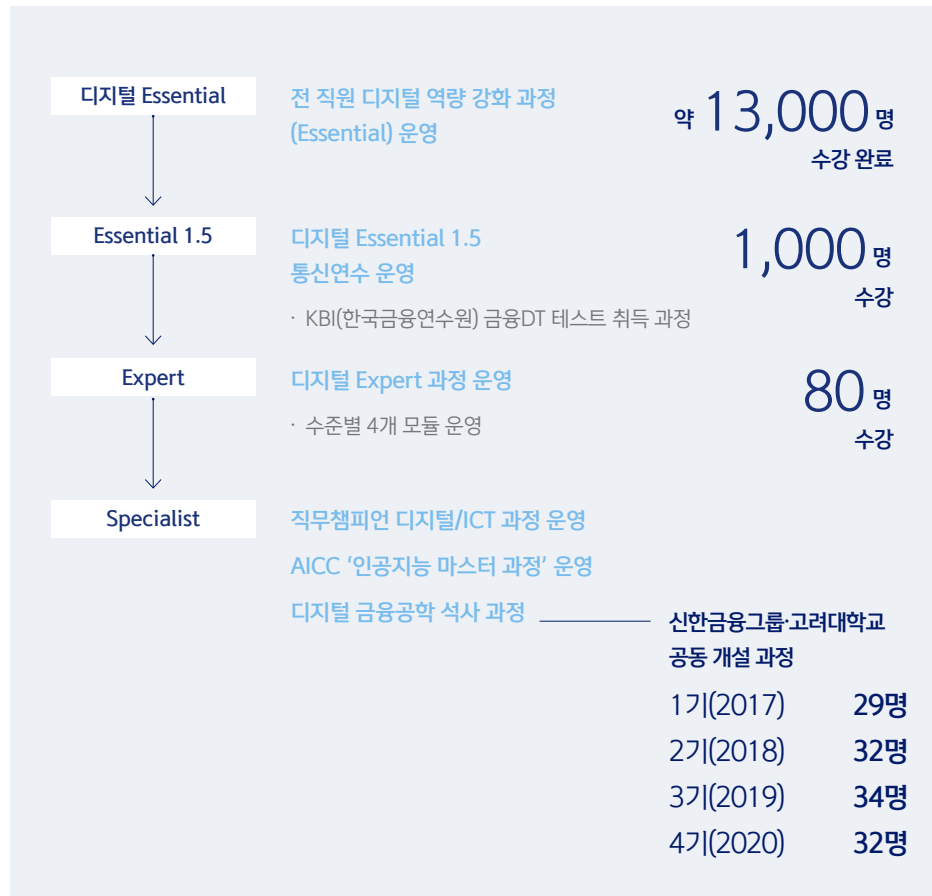 디지털 Essential
전 직원 디지털 역량 강화 과정
(Essential) 운영
약 13,000 명
수강 완료
Essential 1.5
디지털 Essential 1.5
통신연수 운영
· KBI(한국금융연수원) 금융DT 테스트 취득 과정
1,000 명
수강
Expert
디지털 Expert 과정 운영
· 수준별 4개 모듈 운영
80 명
수강
Specialist
직무챔피언 디지털/ICT 과정 운영
AICC ‘인공지능 마스터 과정’ 운영
디지털 금융공학 석사 과정
신한금융그룹·고려대학교
공동 개설 과정
1기(2017) 29명
2기(2018) 32명
3기(2019) 34명
4기(2020) 32명